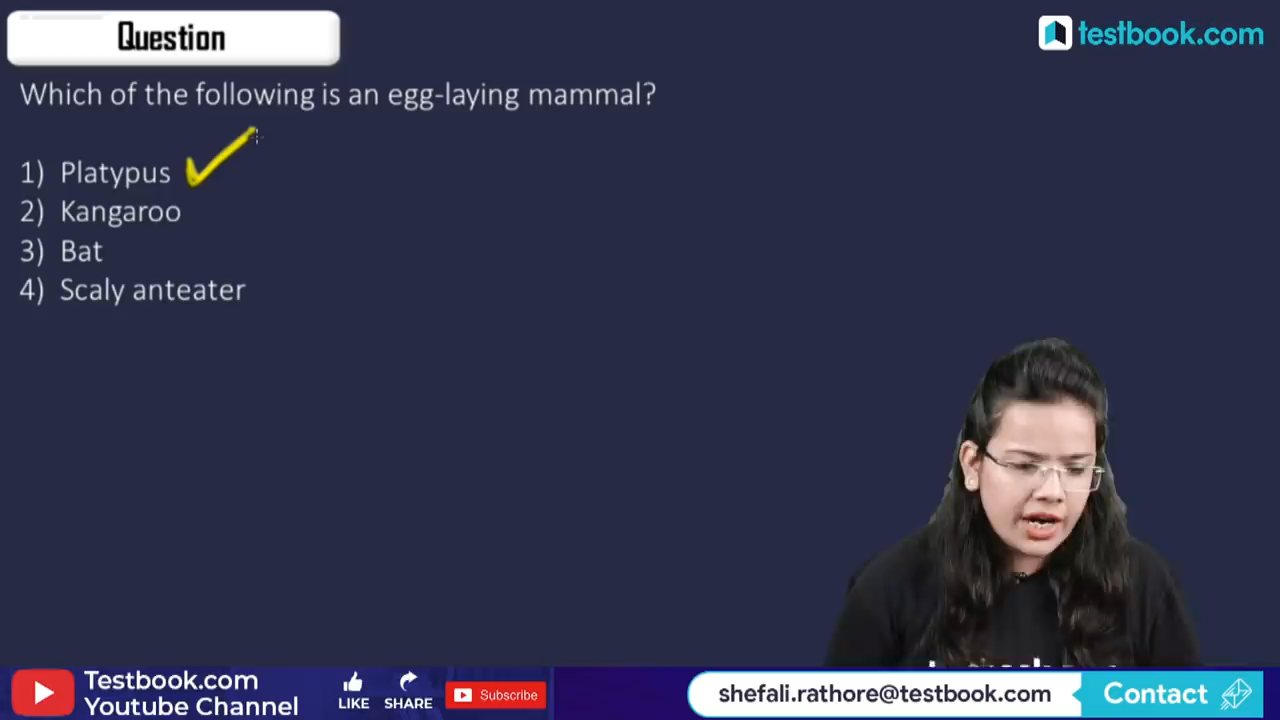 Question
testbook.com
Which of the following is an egg-laying mammal?
1) Platypus
2) Kangaroo
3) Bat
4) Scaly anteater
Testbook.com
YouTube Channel
LIKE
SHARE
Subscribe
shefali.rathore@testbook.com
Contact